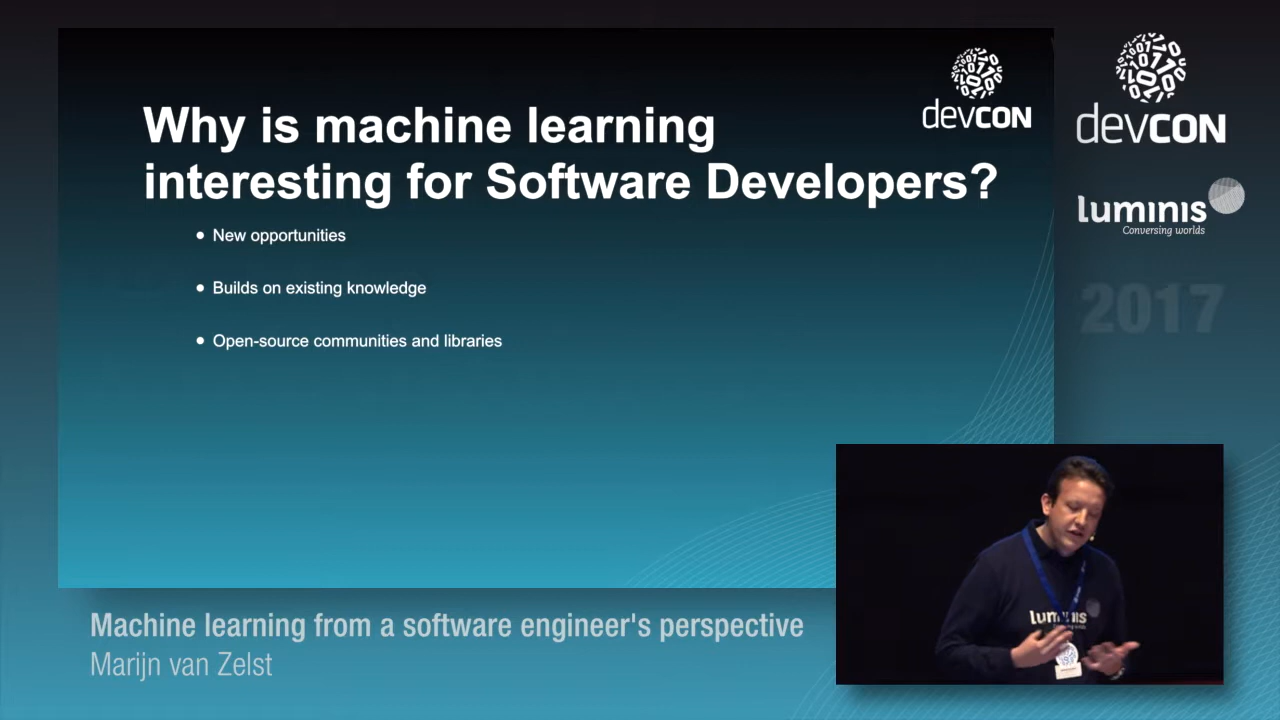 Why is machine learning
interesting for Software Developers?
• New opportunities
• Builds on existing knowledge
• Open-source communities and libraries
devcon
devcon
luminis
Conversing worlds
2017
luminis
Machine learning from a software engineer's perspective
Marijn van Zelst